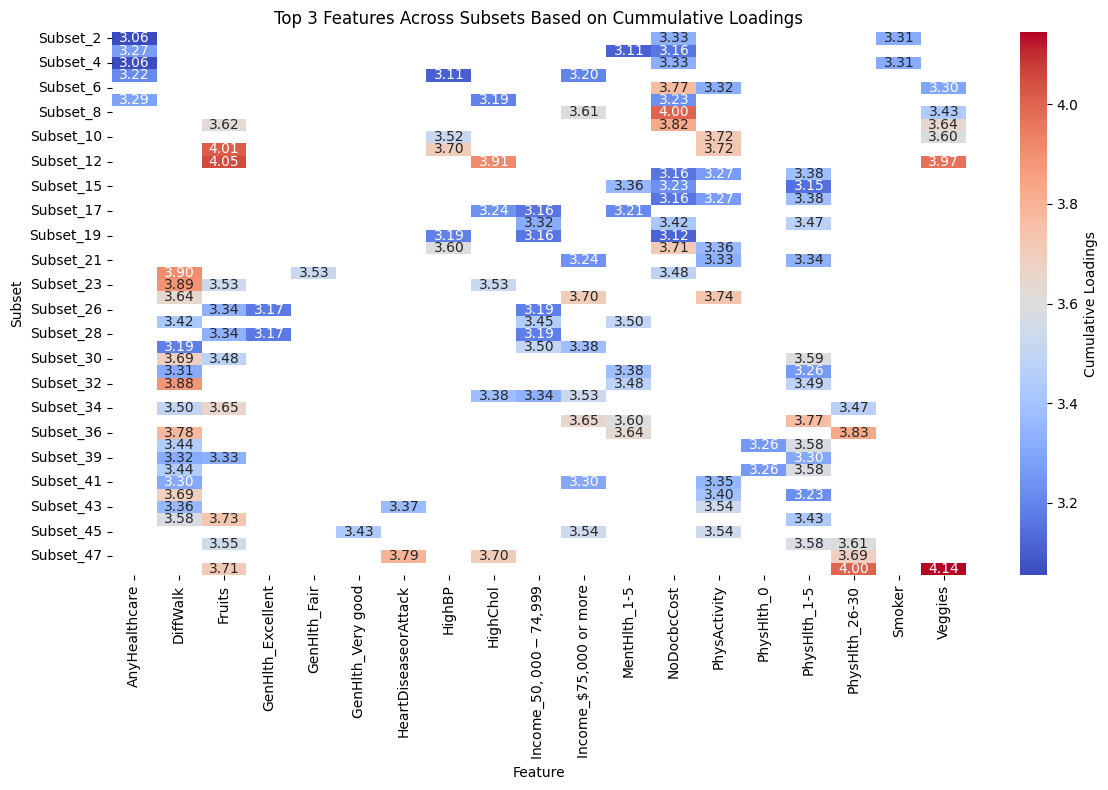 Top 3 Features Across Subsets Based on Cummulative Loadings
Subset_2 3.06 3.33 3.31
3.27 3.11 3.16
Subset_4 3.06 3.33 3.31
3.22 3.11 3.20
Subset_6 3.77 3.32 3.30
3.29 3.19 3.23
Subset_8 3.61 4.00 3.43
3.62 3.82 3.64
Subset_10 3.52 3.72 3.60
4.01 3.70 3.72
Subset_12 4.05 3.91 3.97
3.16 3.27 3.38
Subset_15 3.36 3.23 3.15
3.16 3.27 3.38
Subset_17 3.24 3.16 3.21
3.32 3.42 3.47
Subset_19 3.19 3.16 3.12
3.60 3.71 3.36
Subset_21 3.24 3.33 3.34
3.90 3.53 3.48
Subset_23 3.89 3.53 3.53
3.64 3.70 3.74
Subset_26 3.34 3.17 3.19
3.42 3.45 3.50
Subset_28 3.34 3.17 3.19
3.19 3.50 3.38
Subset_30 3.69 3.48 3.59
3.31 3.38 3.26
Subset_32 3.88 3.48 3.49
3.38 3.34 3.53
Subset_34 3.50 3.65 3.47
3.65 3.60 3.77
Subset_36 3.78 3.64 3.83
3.44 3.26 3.58
Subset_39 3.32 3.33 3.30
3.44 3.26 3.58
Subset_41 3.30 3.30 3.35
3.69 3.40 3.23
Subset_43 3.36 3.37 3.54
3.58 3.73 3.43
Subset_45 3.43 3.54 3.54
3.55 3.58 3.61
Subset_47 3.79 3.70 3.69
3.71 4.00 4.14
Subset
AnyHealthcare
DiffWalk
Fruits
GenHlth_Excellent
GenHlth_Fair
GenHlth_Very good
HeartDiseaseorAttack
HighBP
HighChol
Income_50,000 − 74,999
Income_$75,000 or more
MentHlth_1-5
NoDocbcCost
PhysActivity
PhysHlth_0
PhysHlth_1-5
PhysHlth_26-30
Smoker
Veggies
Feature
4.0
3.8
3.6
3.4
3.2
Cumulative Loadings